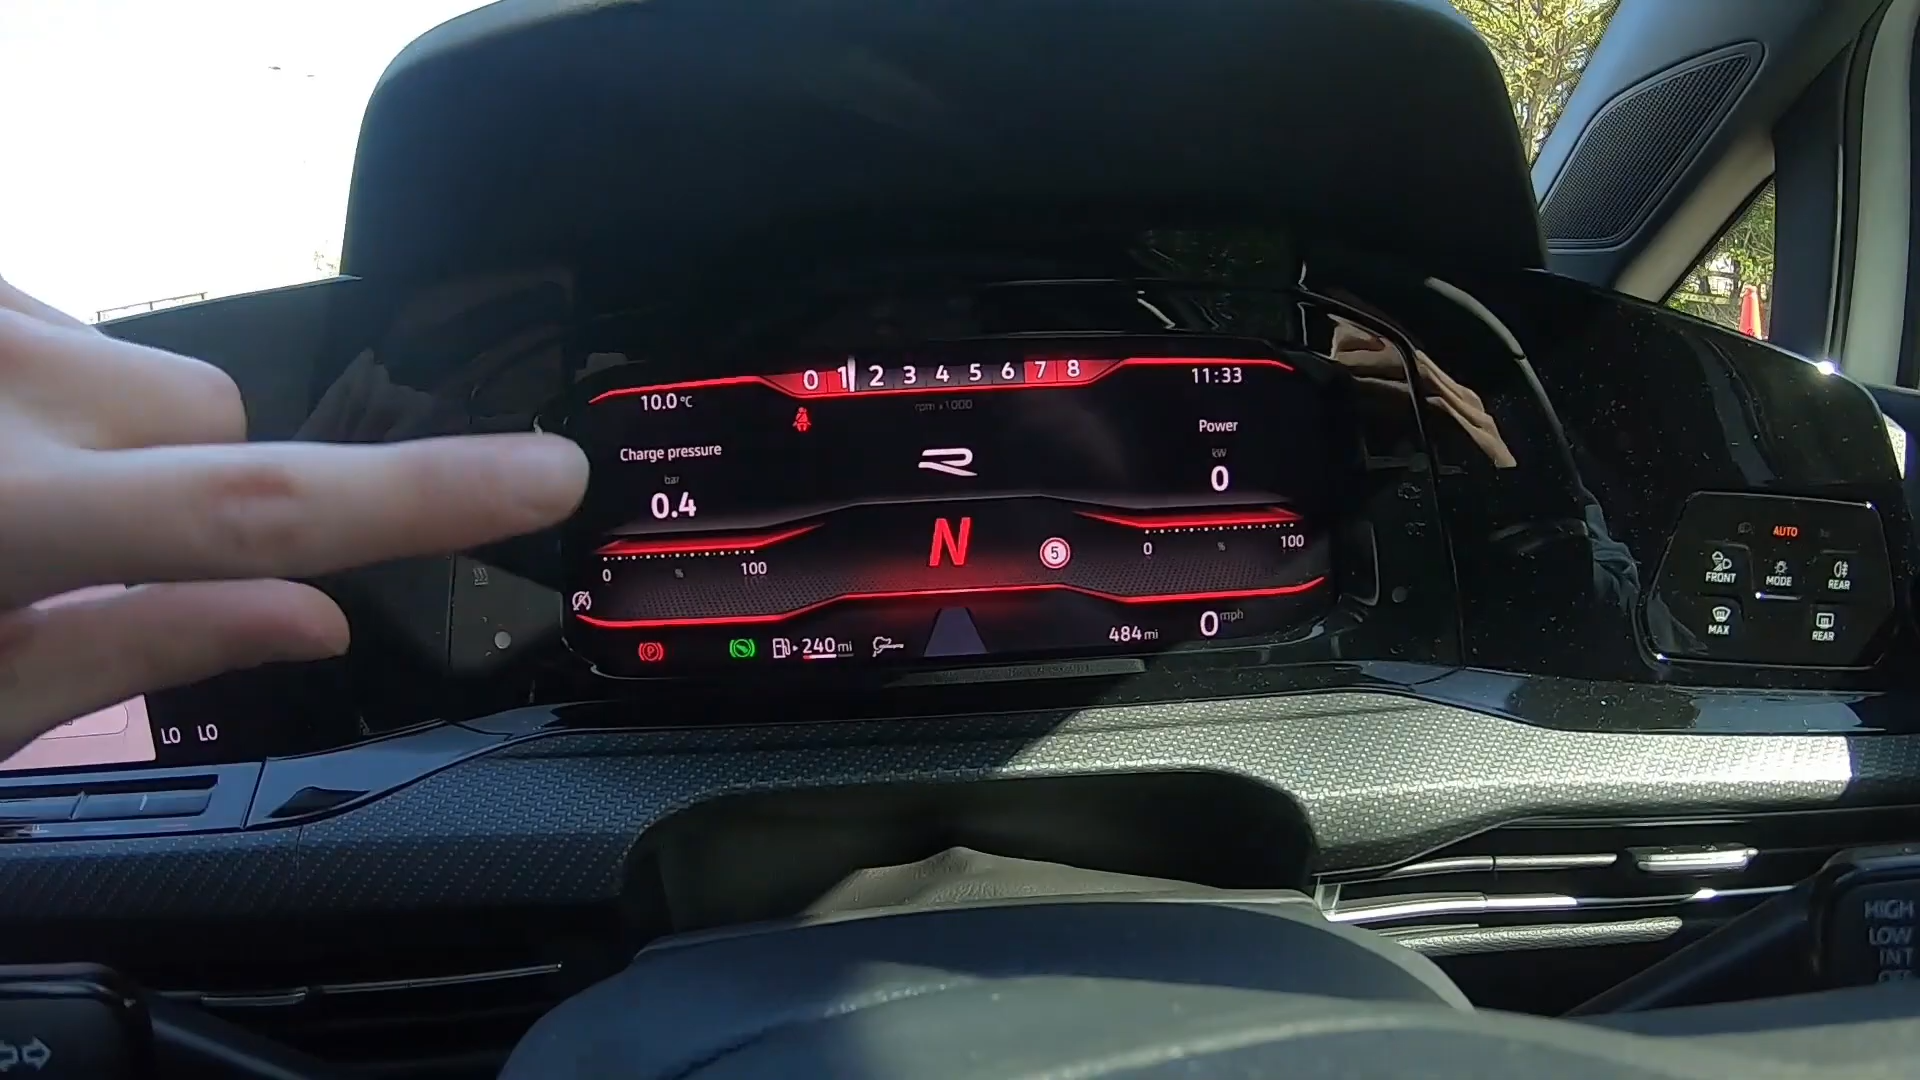 0 1 2 3 4 5 6 7 8
rpm x1000
10.0 °C
11:33
Charge pressure
bar
0.4
Power
kW
0
R
N
5
0 % 100
0 % 100
P
240 mi
484 mi
0 mph
LO LO
AUTO
FRONT
MODE
REAR
MAX
REAR
HIGH
LOW
INT